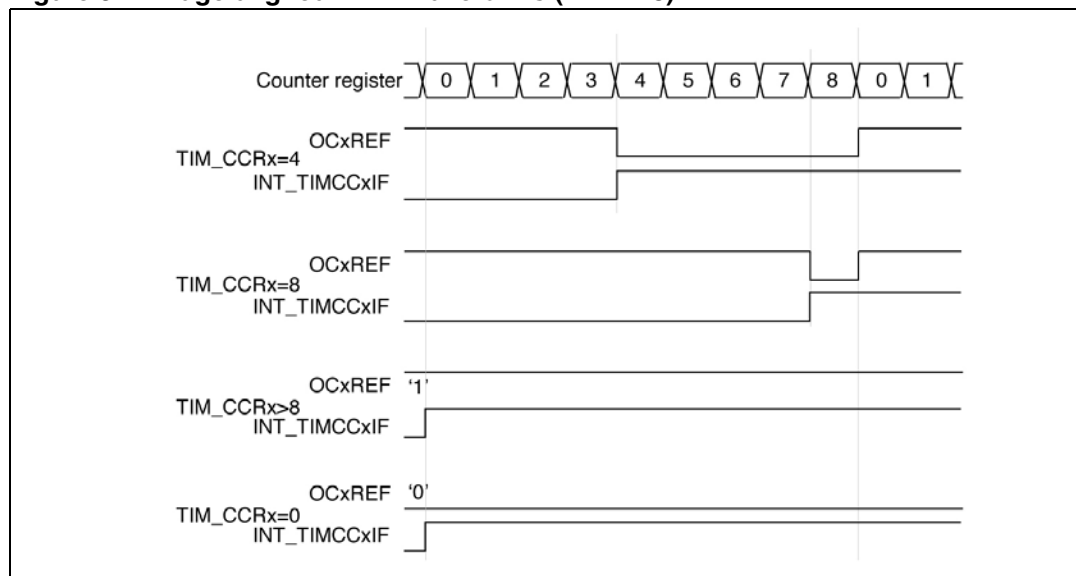 Counter register 0 1 2 3 4 5 6 7 8 0 1
OCxREF
TIM_CCRx=4
INT_TIMCCxIF
OCxREF
TIM_CCRx=8
INT_TIMCCxIF
OCxREF '1'
TIM_CCRx>8
INT_TIMCCxIF
OCxREF '0'
TIM_CCRx=0
INT_TIMCCxIF